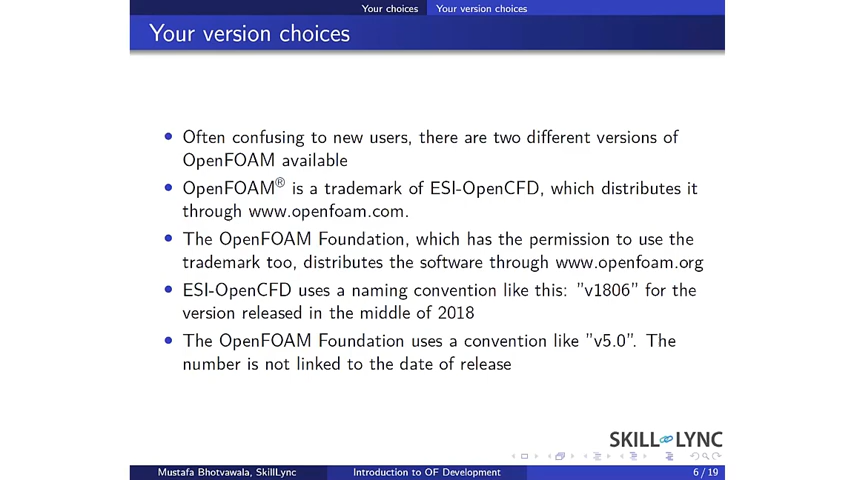 Your choices Your version choices
Your version choices
• Often confusing to new users, there are two different versions of
OpenFOAM available
• OpenFOAM® is a trademark of ESI-OpenCFD, which distributes it
through www.openfoam.com.
• The OpenFOAM Foundation, which has the permission to use the
trademark too, distributes the software through www.openfoam.org
• ESI-OpenCFD uses a naming convention like this: ”v1806” for the
version released in the middle of 2018
• The OpenFOAM Foundation uses a convention like ”v5.0”. The
number is not linked to the date of release
SKILL LYNC
Mustafa Bhotvawala, SkillLync Introduction to OF Development 6 / 19